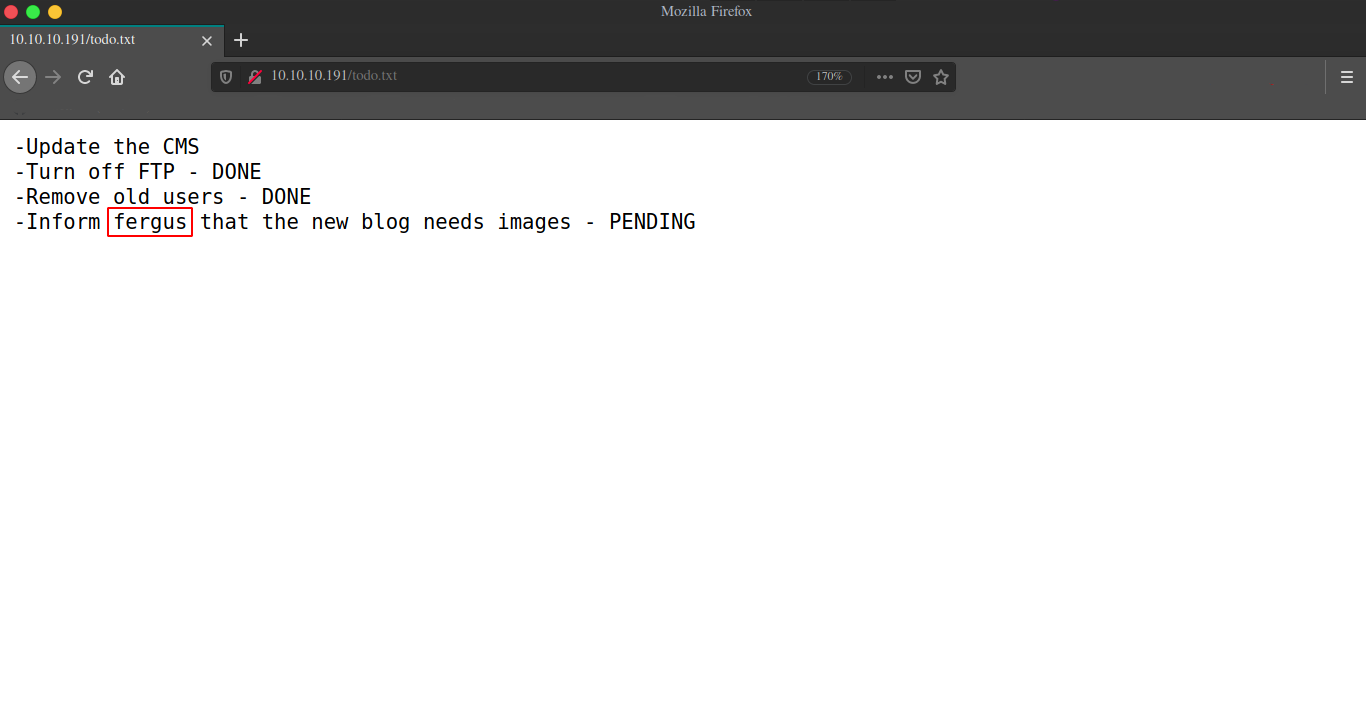 Mozilla Firefox
10.10.10.191/todo.txt
10.10.10.191/todo.txt 170%
-Update the CMS
-Turn off FTP - DONE
-Remove old users - DONE
-Inform fergus that the new blog needs images - PENDING